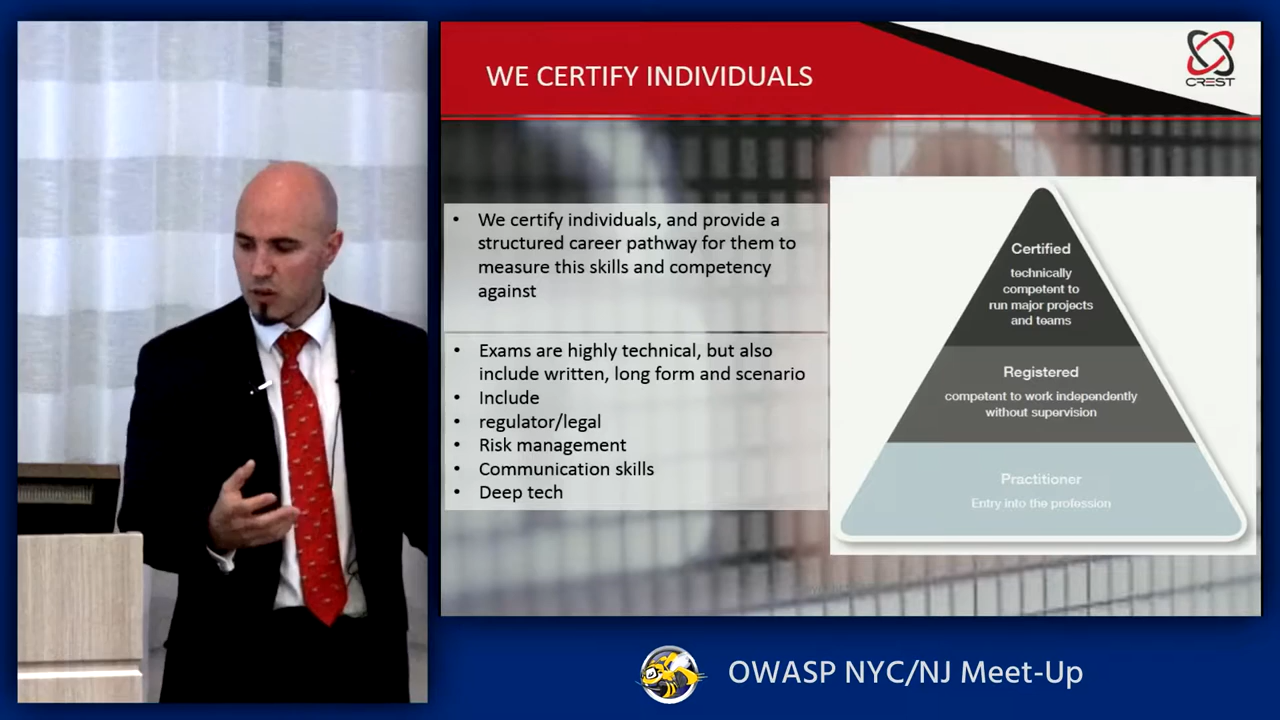 WE CERTIFY INDIVIDUALS
CREST
• We certify individuals, and provide a
structured career pathway for them to
measure this skills and competency
against
• Exams are highly technical, but also
include written, long form and scenario
• Include
• regulator/legal
• Risk management
• Communication skills
• Deep tech
Certified
technically
competent to
run major projects
and teams
Registered
competent to work independently
without supervision
Practitioner
Entry into the profession
OWASP NYC/NJ Meet-Up